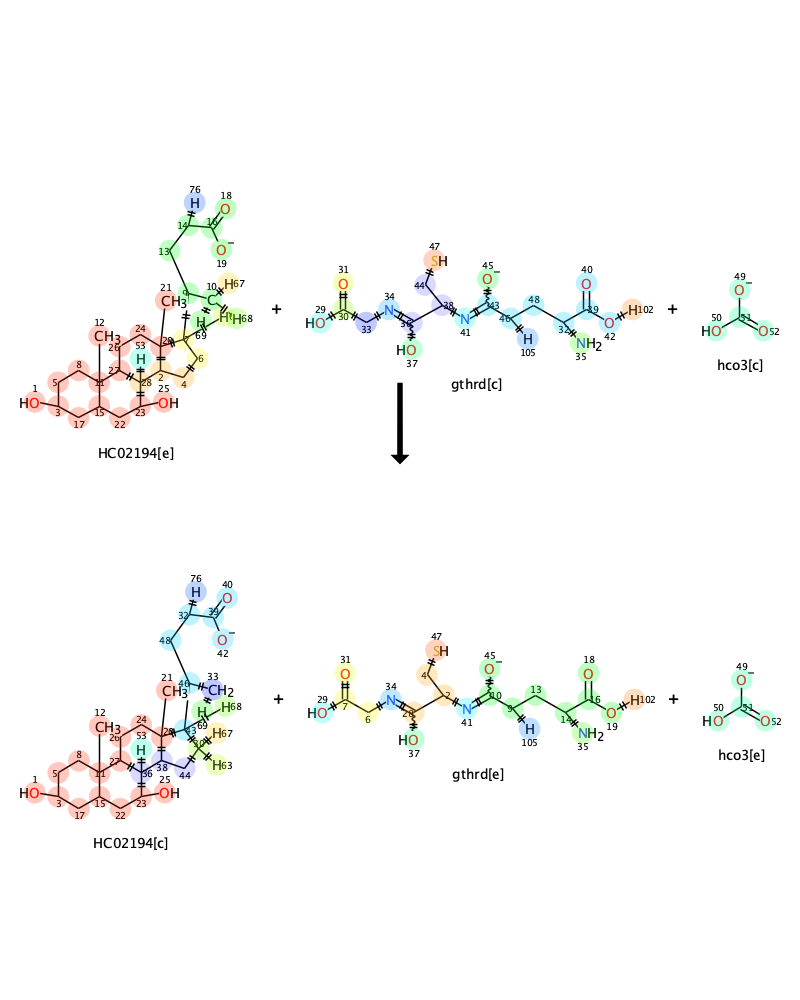 76
H
18
14 16 O
13 O−
19
9 10 H67
21
CH3 C
H H68
69
12
CH3 24 26 H 53 20 7
6
8 27 28 2 4
5 11 25
1
HO 3 15 23 OH
17 22
HC02194[e]
+
47
SH
31 45 40
O 34 44 O− 48 O
29
HO 30 33 N 36 38 N 43 46 32 39 O H102
41 42
37
HO H
105 NH2
35
gthrd[c]
+
49
O−
50
HO 51 O52
hco3[c]
76
H 40
O
32 39
48 O−
42
46 33
CH2
21
CH3 H H68
69
12
CH3 24 26 H 53 20 43 H67
30
8 27 36 38 44 H63
5 11 25
1
HO 3 15 23 OH
17 22
HC02194[c]
+
47
SH
31 45 18
O 34 4 O− 13 O
29
HO 7 6 N 28 2 N 10 9 14 16 O H102
41 19
37
HO H
105 NH2
35
gthrd[e]
+
49
O−
50
HO 51 O52
hco3[e]